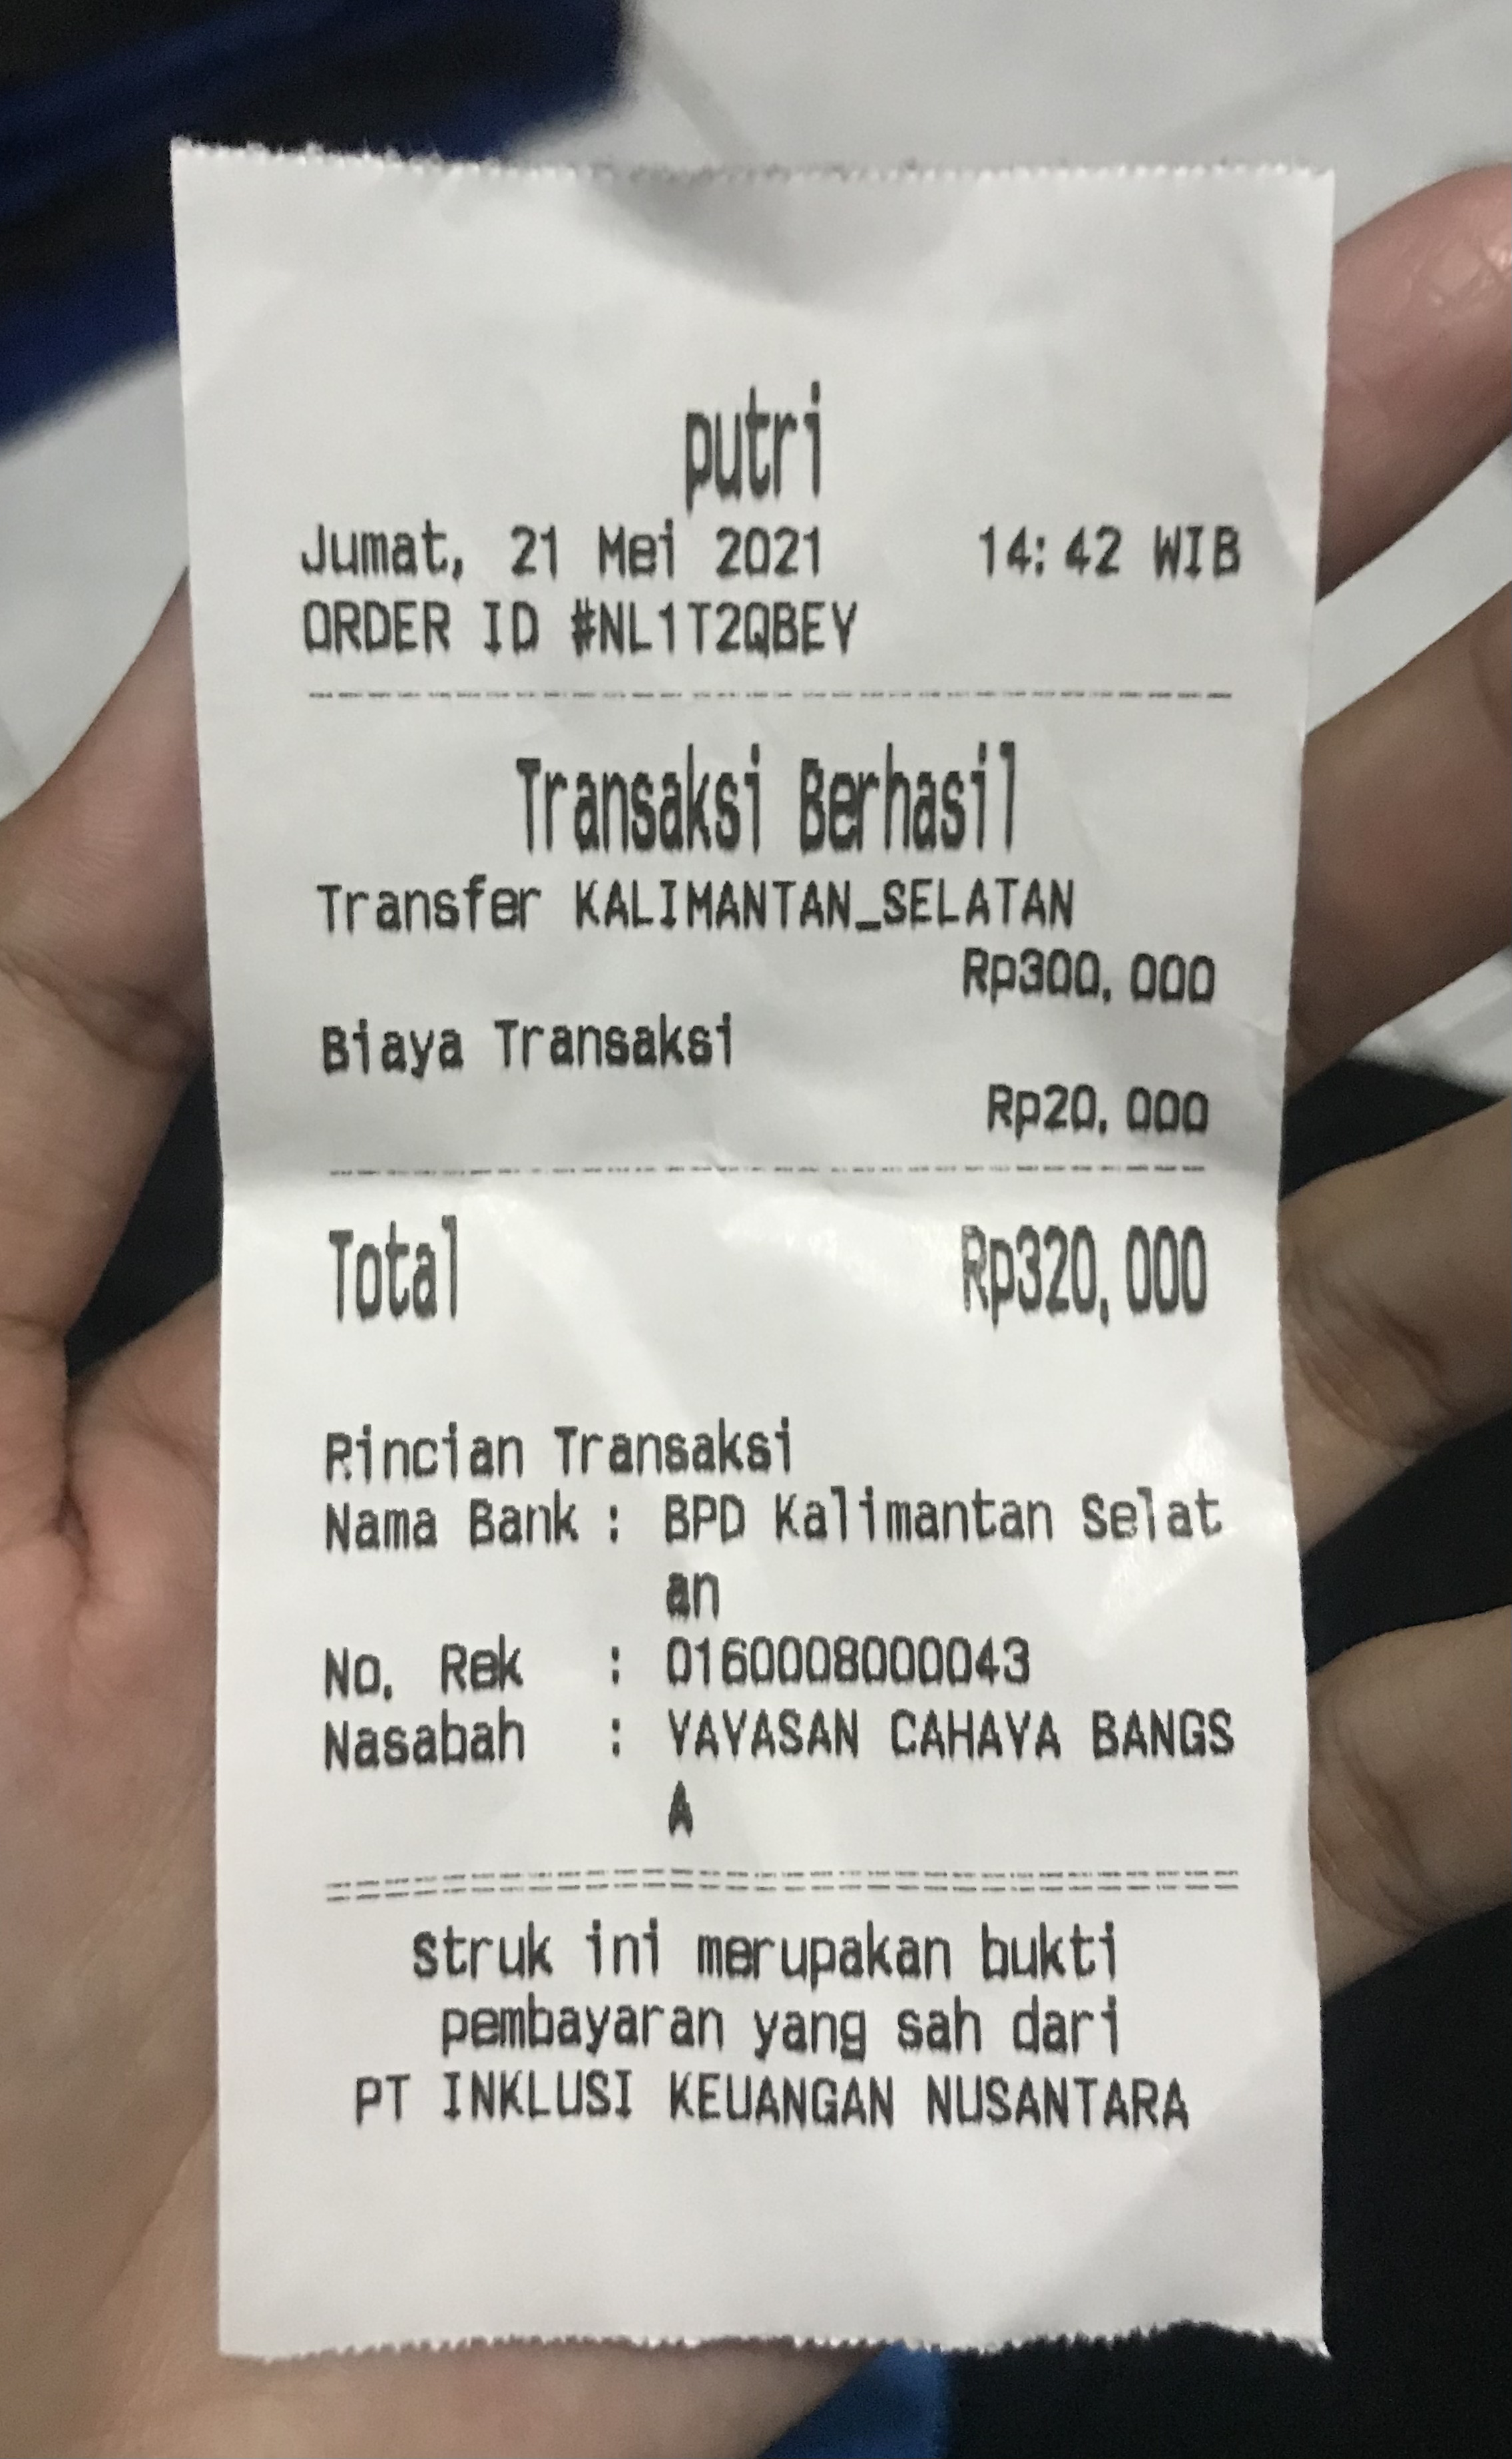 putri
Jumat, 21 Mei 2021 14:42 WIB
ORDER ID #NL1T2QBEY
Transaksi Berhasil
Transfer KALIMANTAN_SELATAN
Rp300,000
Biaya Transaksi
Rp20,000
Total Rp320,000
Rincian Transaksi
Nama Bank : BPD Kalimantan Selat
an
No. Rek : 0160008000043
Nasabah : YAYASAN CAHAYA BANGS
A
struk ini merupakan bukti
pembayaran yang sah dari
PT INKLUSI KEUANGAN NUSANTARA